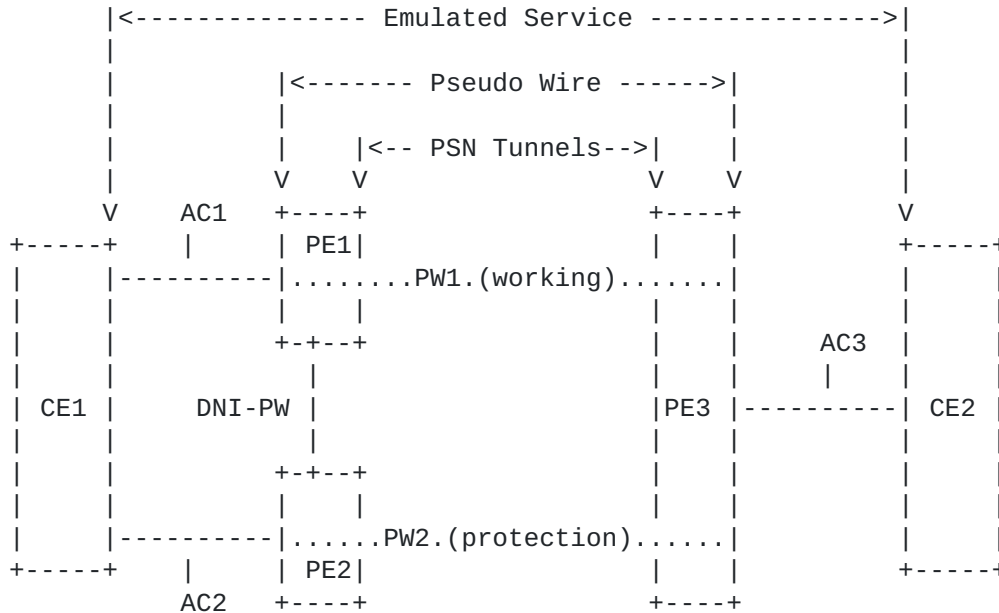 |<--------------- Emulated Service --------------->|
|<------- Pseudo Wire ------>|
|<-- PSN Tunnels-->|
V V V V
V AC1 V
PE1
PW1.(working)
AC3
CE1 DNI-PW PE3 CE2
PW2.(protection)
PE2
AC2